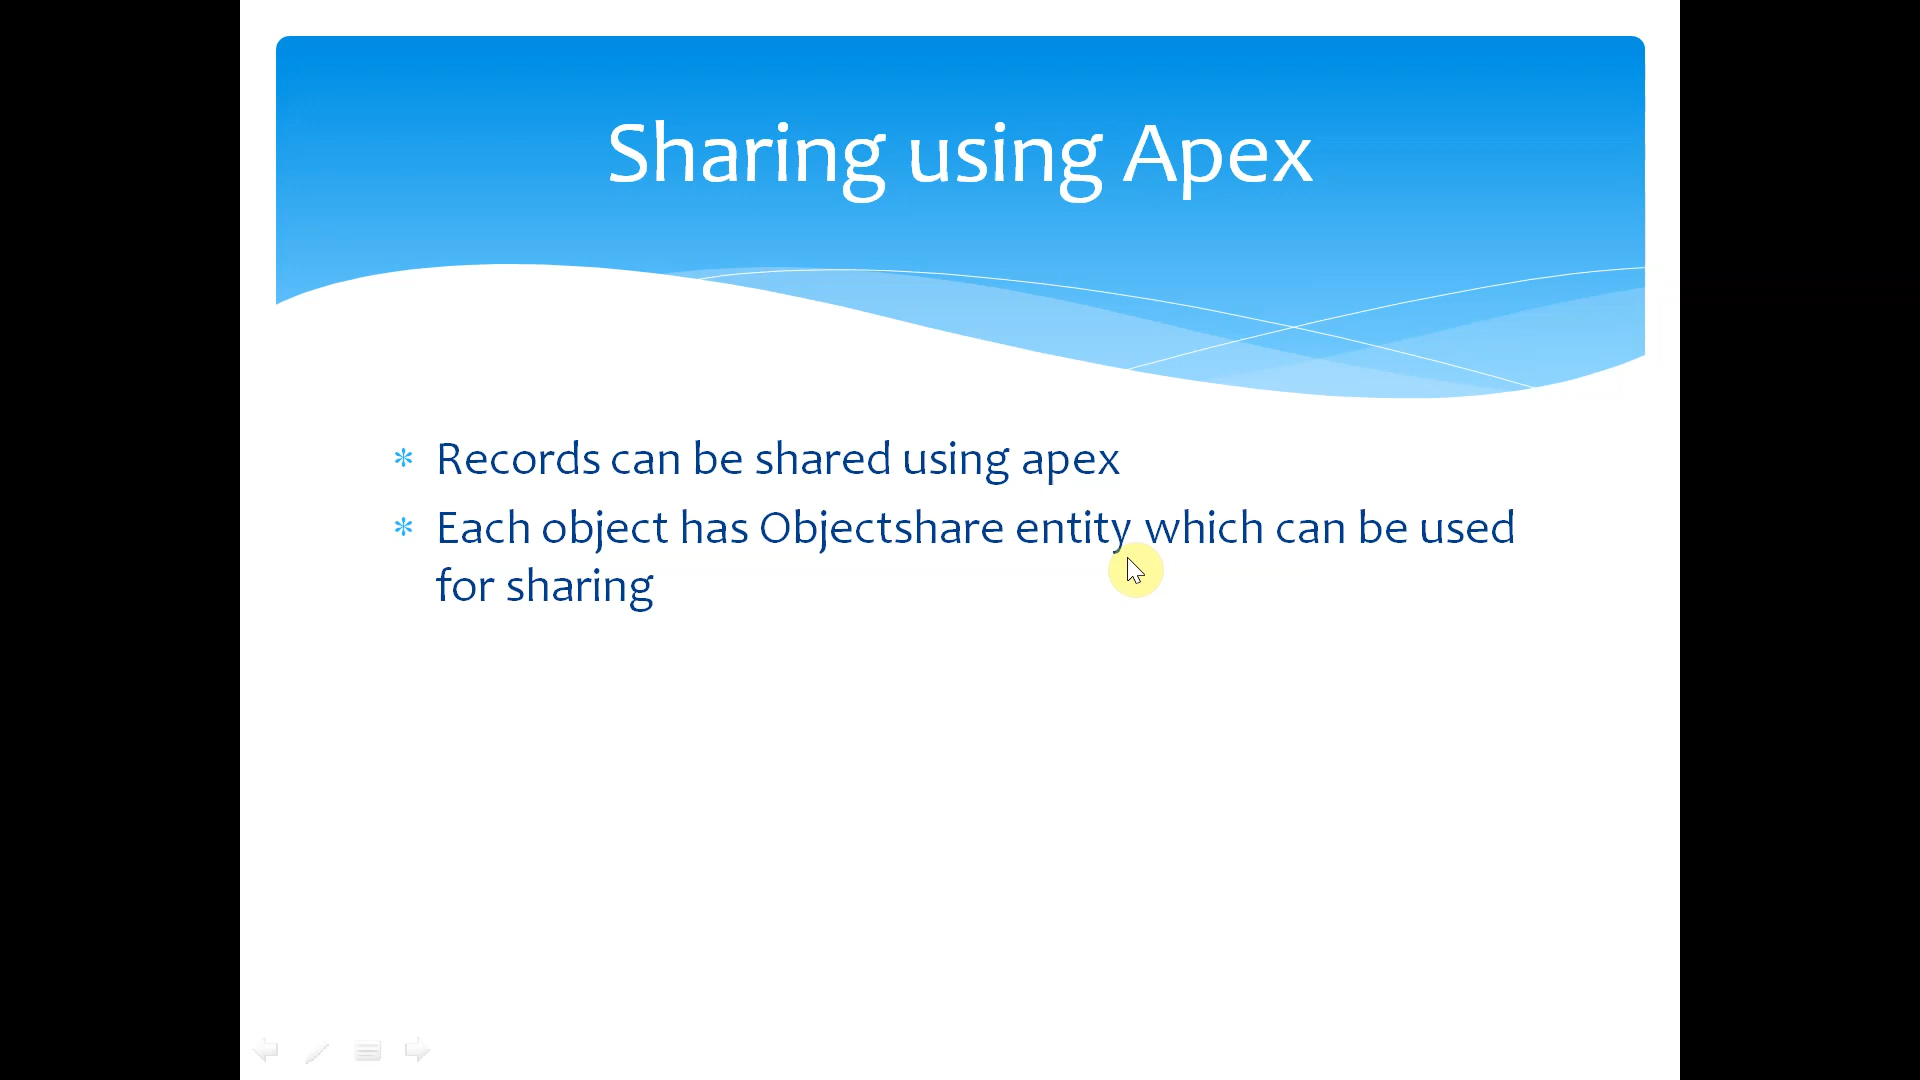 Sharing using Apex
* Records can be shared using apex
* Each object has Objectshare entity which can be used
for sharing